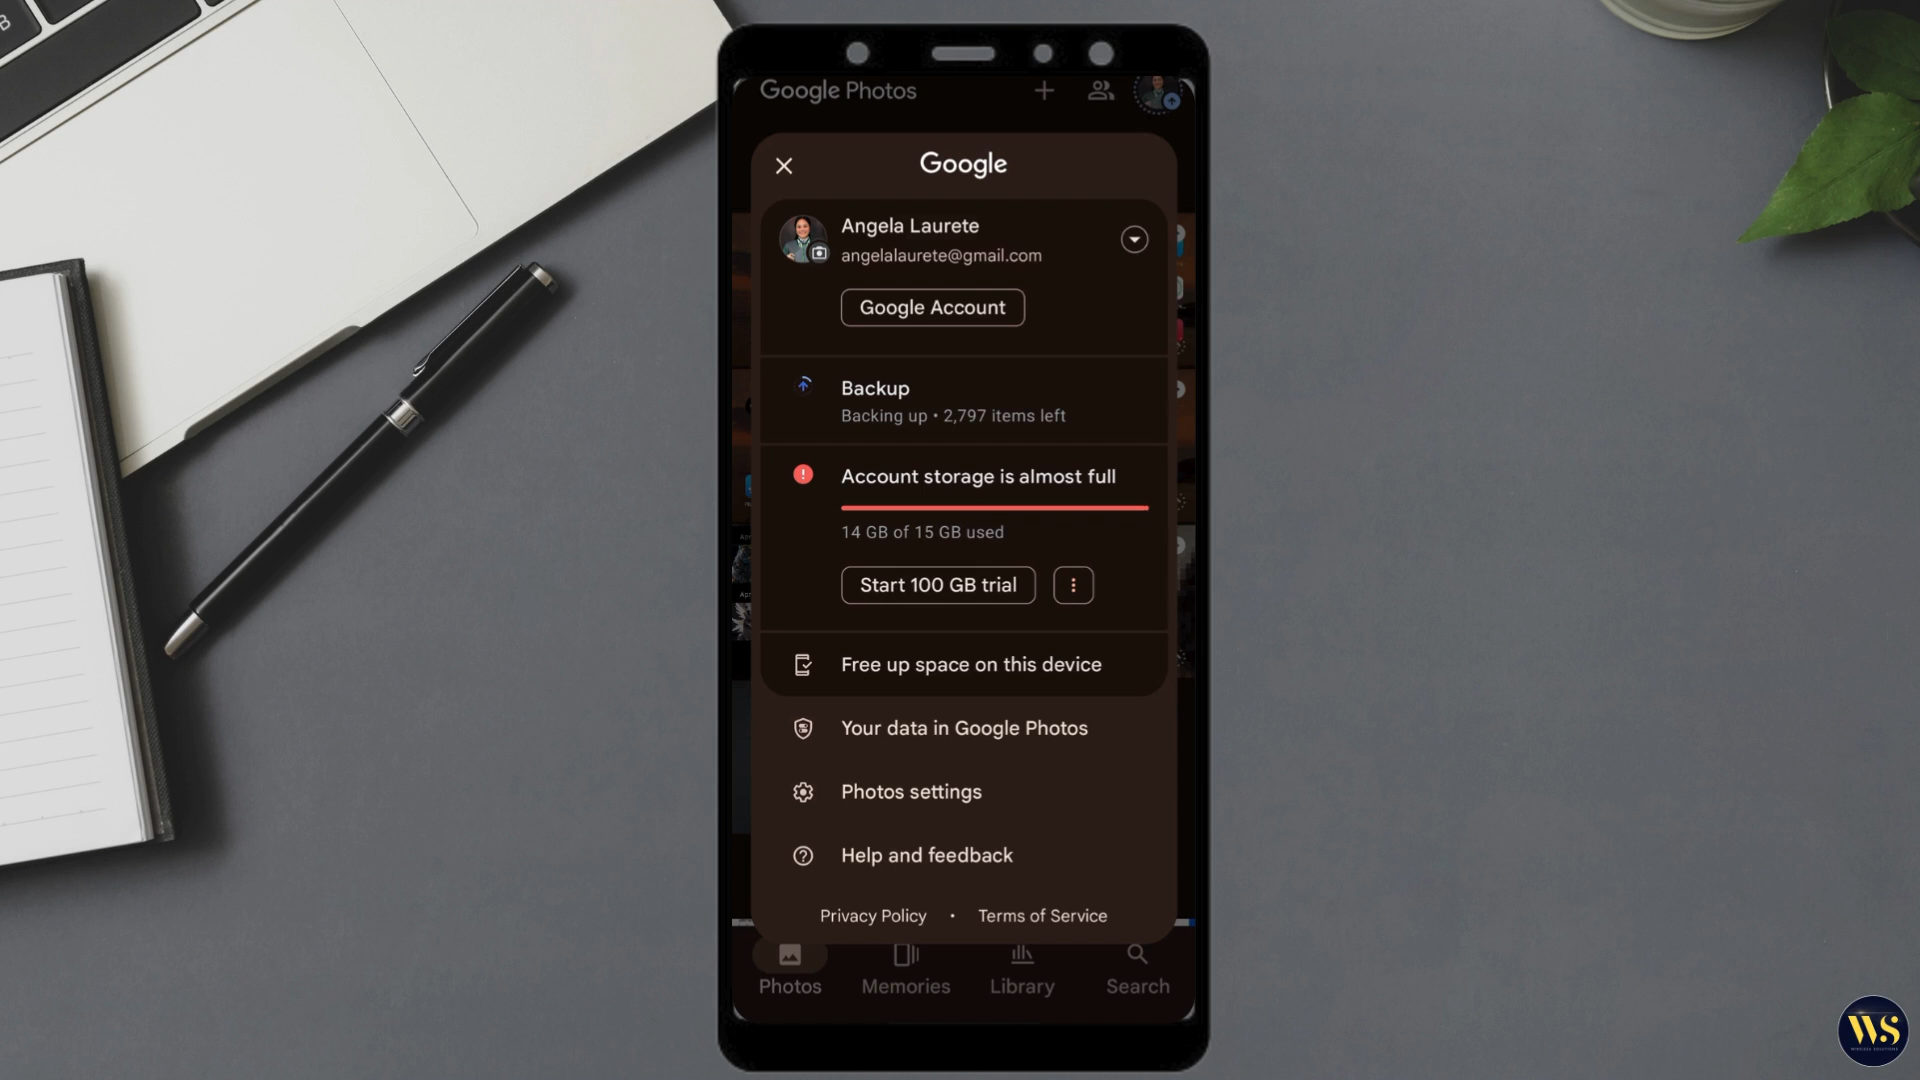 Google Photos
Google
Angela Laurete
angelalaurete@gmail.com
Google Account
Backup
Backing up • 2,797 items left
Account storage is almost full
14 GB of 15 GB used
Start 100 GB trial
Free up space on this device
Your data in Google Photos
Photos settings
Help and feedback
Privacy Policy • Terms of Service
Photos Memories Library Search
WS